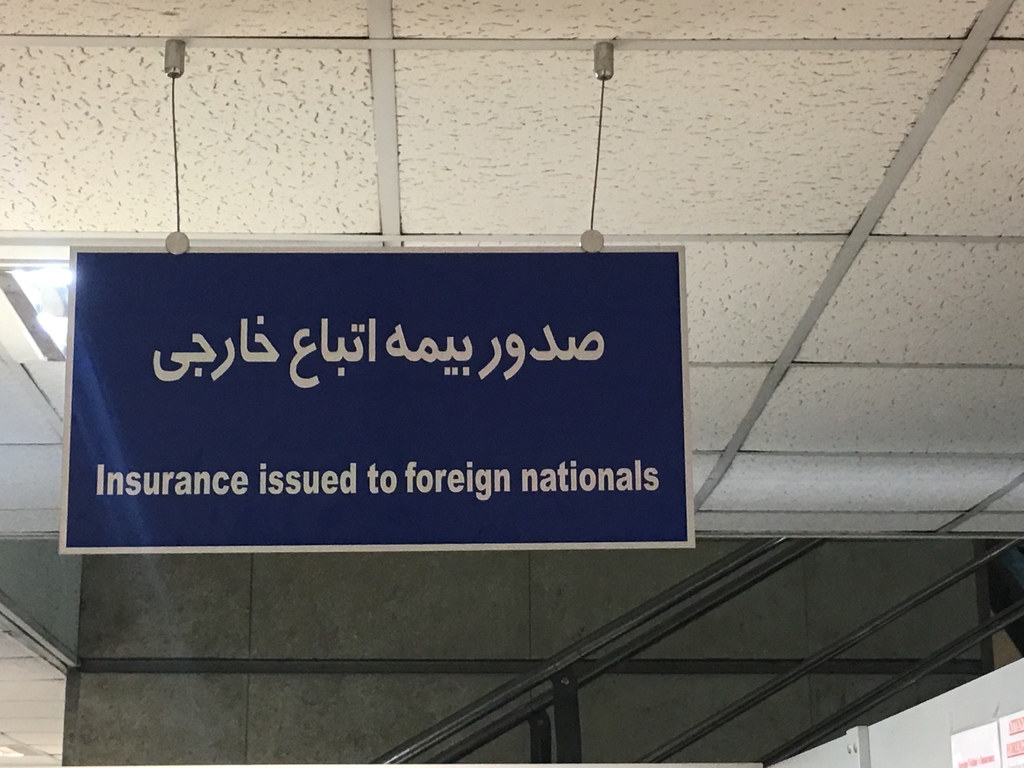 صدور بیمه اتباع خارجی
Insurance issued to foreign nationals